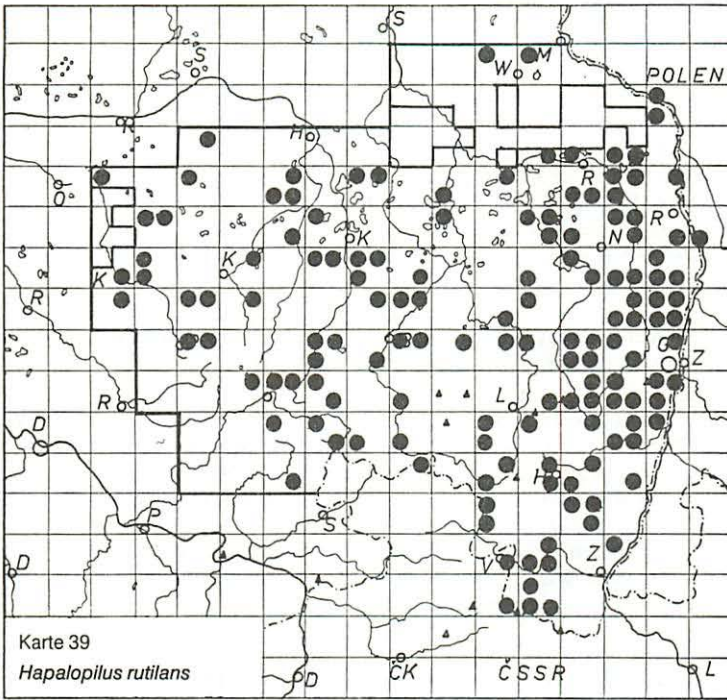 S
S
W M
POLEN
R
H
R
O
R
K
N
K
K
R
B
G
Z
R
L
D
H
P
S
V
Z
D
Karte 39
Hapalopilus rutilans
D
ČK
ČSSR
L